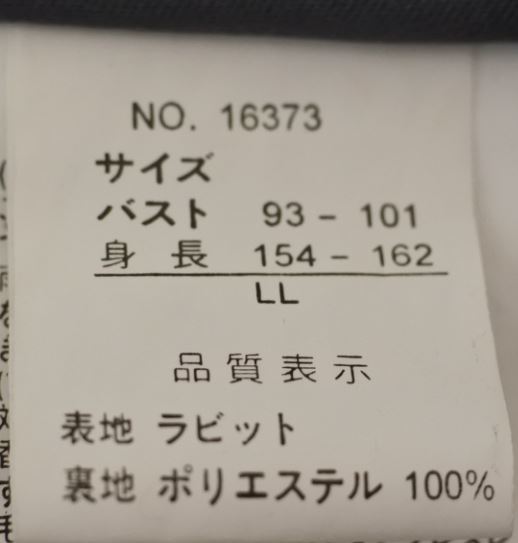 NO. 16373
サイズ
バスト 93 - 101
身 長 154 - 162
LL
品質表示
表地 ラビット
裏地 ポリエステル 100%